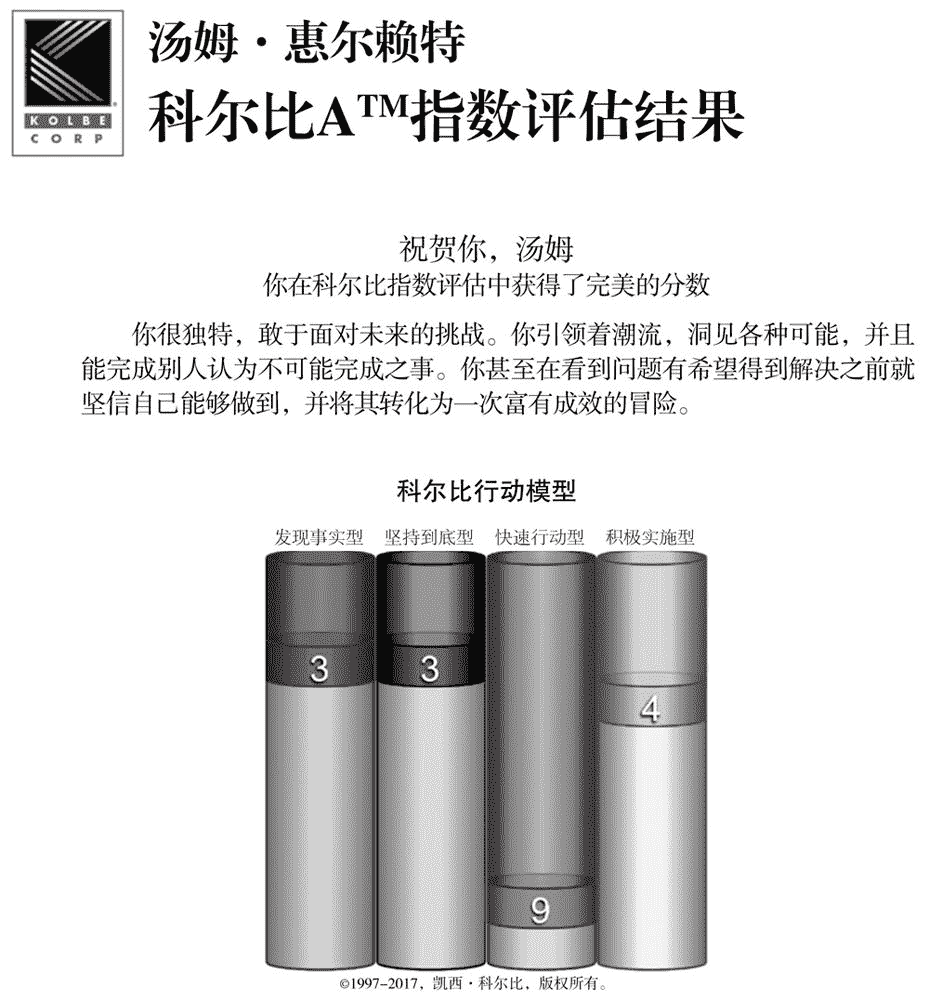 汤姆·惠尔赖特
KOLBE
CORP
科尔比A™指数评估结果
祝贺你，汤姆
你在科尔比指数评估中获得了完美的分数
你很独特，敢于面对未来的挑战。你引领着潮流，洞见各种可能，并且
能完成别人认为不可能完成之事。你甚至在看到问题有希望得到解决之前就
坚信自己能够做到，并将其转化为一次富有成效的冒险。
科尔比行动模型
发现事实型 坚持到底型 快速行动型 积极实施型
3 3 4
9
©1997-2017，凯西·科尔比，版权所有。